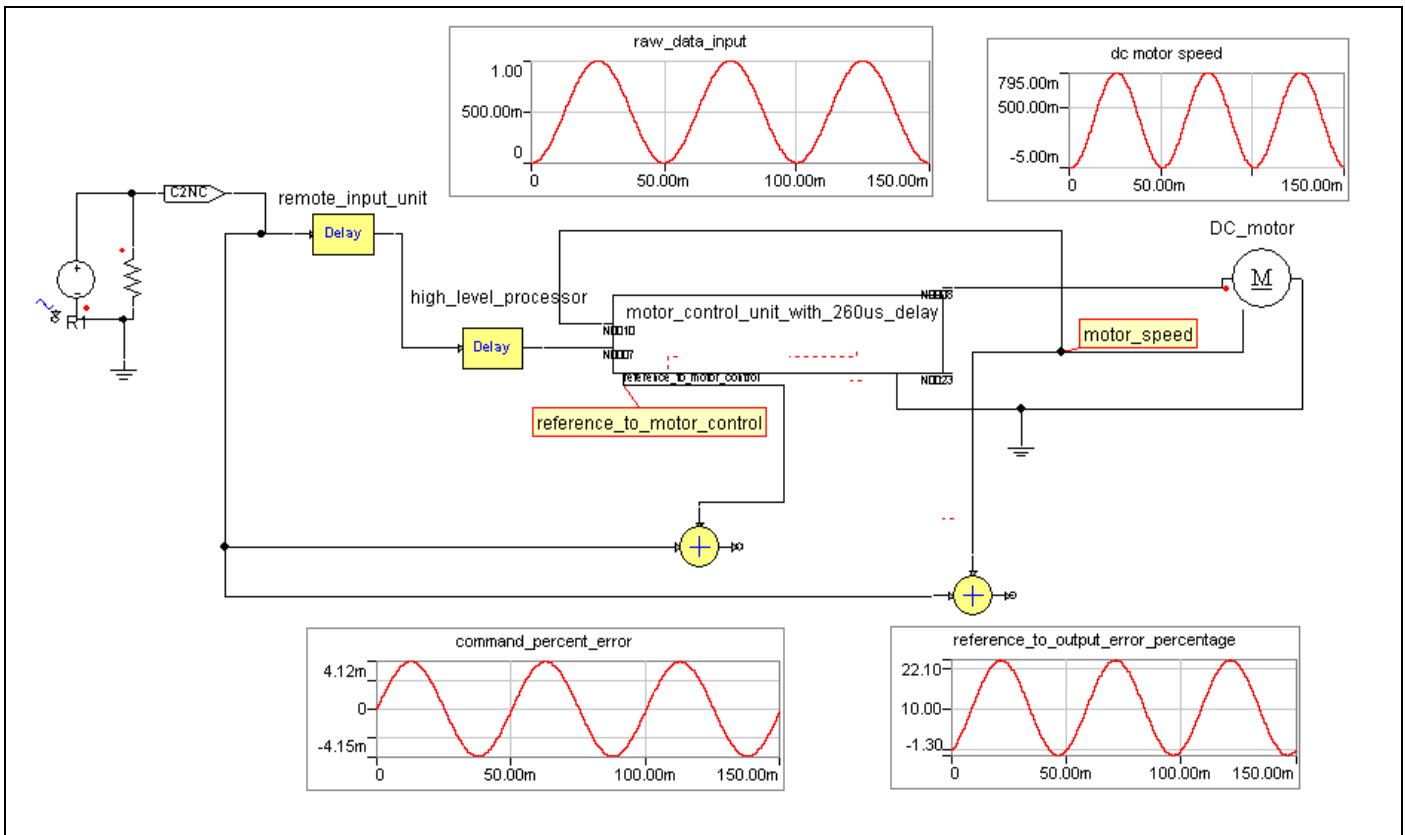 raw_data_input
1.00
500.00m
0
0
50.00m
100.00m
150.00m
dc motor speed
795.00m
500.00m
-5.00m
0
50.00m
150.00m
C2NC
remote_input_unit
Delay
R1
high_level_processor
Delay
N0010
N0007
motor_control_unit_with_260us_delay
N0023
reference_to_motor_control
reference_to_motor_control
DC_motor
M
motor_speed
+
+
command_percent_error
4.12m
0
-4.15m
0
50.00m
100.00m
150.00m
reference_to_output_error_percentage
22.10
10.00
-1.30
0
50.00m
100.00m
150.00m